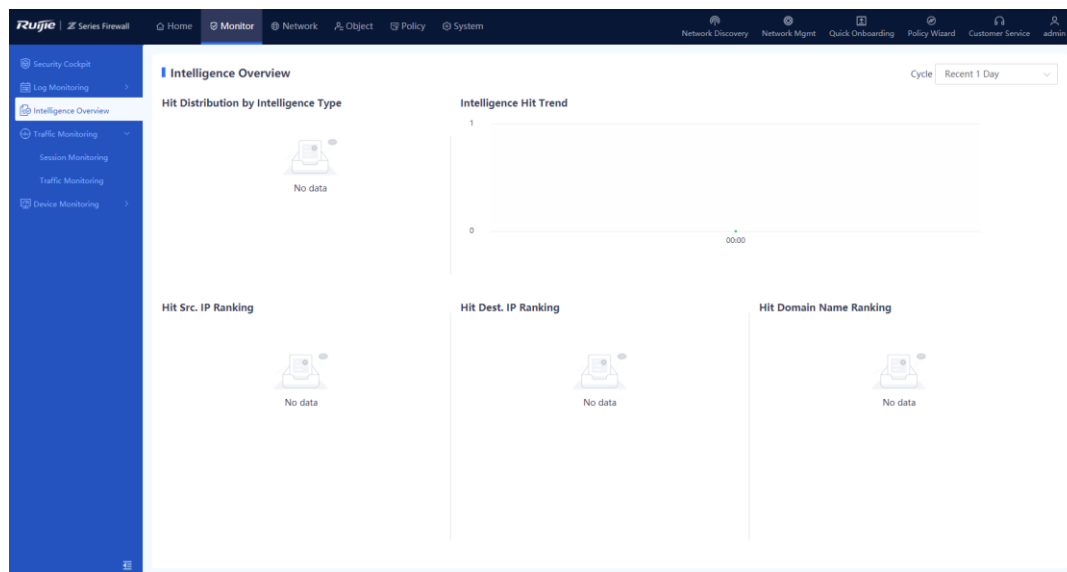 Ruijie | Z Series Firewall
Home
Monitor
Network
Object
Policy
System
Network Discovery
Network Mgmt
Quick Onboarding
Policy Wizard
Customer Service
admin
Security Cockpit
Log Monitoring
Intelligence Overview
Traffic Monitoring
Session Monitoring
Traffic Monitoring
Device Monitoring
Intelligence Overview
Cycle
Recent 1 Day
Hit Distribution by Intelligence Type
No data
Intelligence Hit Trend
1
0
00:00
Hit Src. IP Ranking
No data
Hit Dest. IP Ranking
No data
Hit Domain Name Ranking
No data